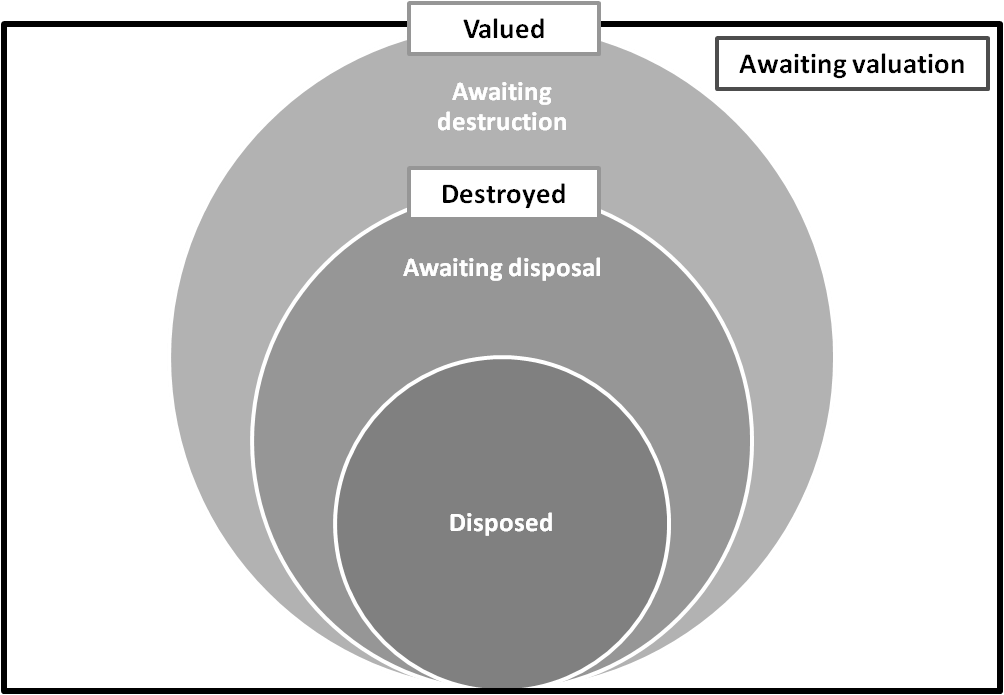 Valued
Awaiting valuation
Awaiting
destruction
Destroyed
Awaiting disposal
Disposed